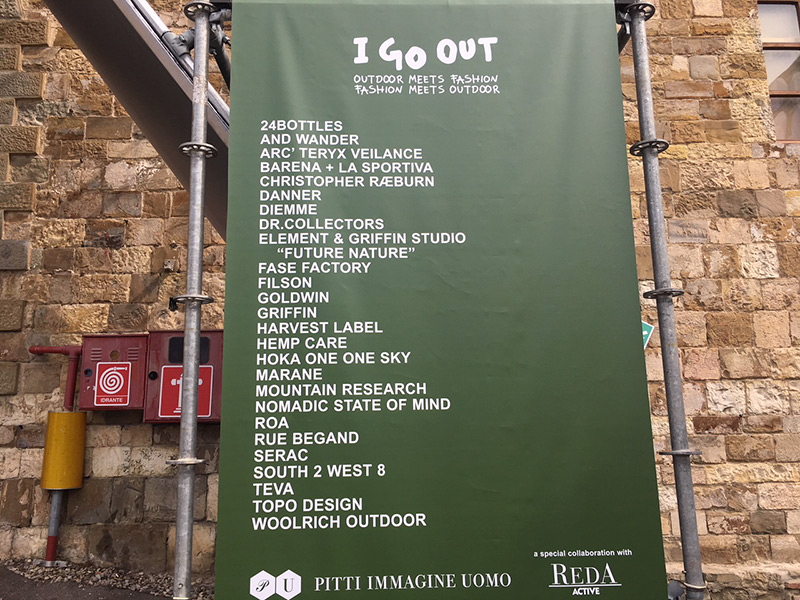 I GO OUT
OUTDOOR MEETS FASHION
FASHION MEETS OUTDOOR
24BOTTLES
AND WANDER
ARC' TERYX VEILANCE
BARENA + LA SPORTIVA
CHRISTOPHER RÆBURN
DANNER
DIEMME
DR.COLLECTORS
ELEMENT & GRIFFIN STUDIO
“FUTURE NATURE”
FASE FACTORY
FILSON
GOLDWIN
GRIFFIN
HARVEST LABEL
HEMP CARE
HOKA ONE ONE SKY
MARANE
MOUNTAIN RESEARCH
NOMADIC STATE OF MIND
ROA
RUE BEGAND
SERAC
SOUTH 2 WEST 8
TEVA
TOPO DESIGN
WOOLRICH OUTDOOR
P U PITTI IMMAGINE UOMO
a special collaboration with
REDA
ACTIVE
IDRANTE